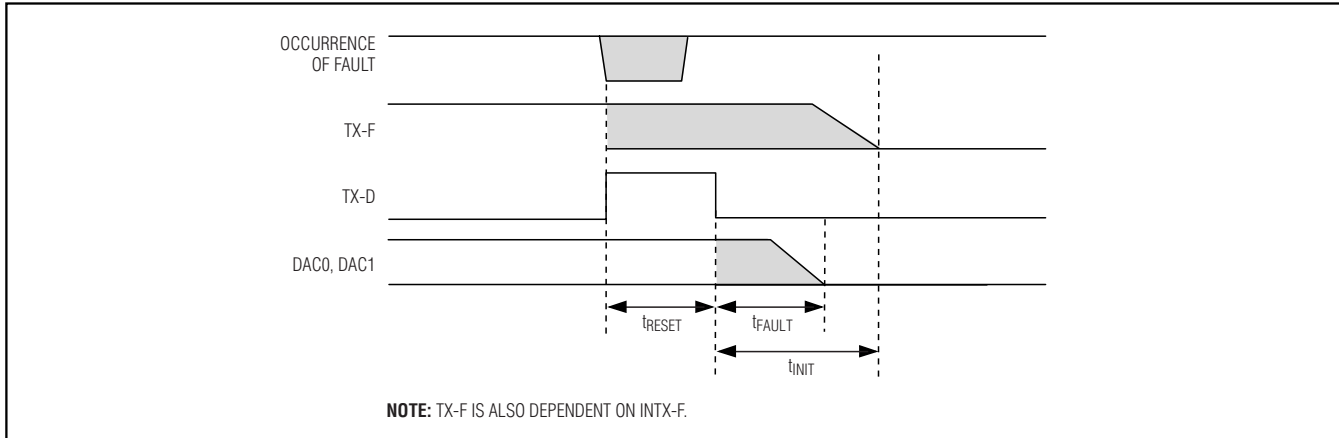 OCCURRENCE
OF FAULT
TX-F
TX-D
DAC0, DAC1
tRESET
tFAULT
tINIT
NOTE: TX-F IS ALSO DEPENDENT ON INTX-F.